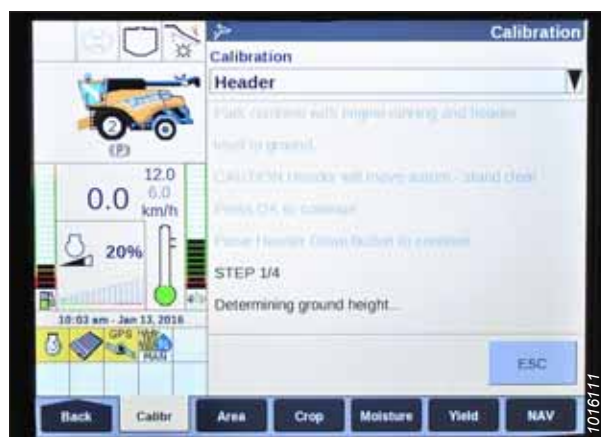 Calibration
Calibration
Header
Park combine with engine running and header
level to ground.
CAUTION Header will move autom.- stand clear
Press OK to continue
Press Header Down button to continue
STEP 1/4
Determining ground height...
ESC
2
(P)
12.0
0.0
6.0
km/h
20%
10:03 am - Jan 13, 2016
GPS
MAN
Back
Calibr
Area
Crop
Moisture
Yield
NAV
1016111